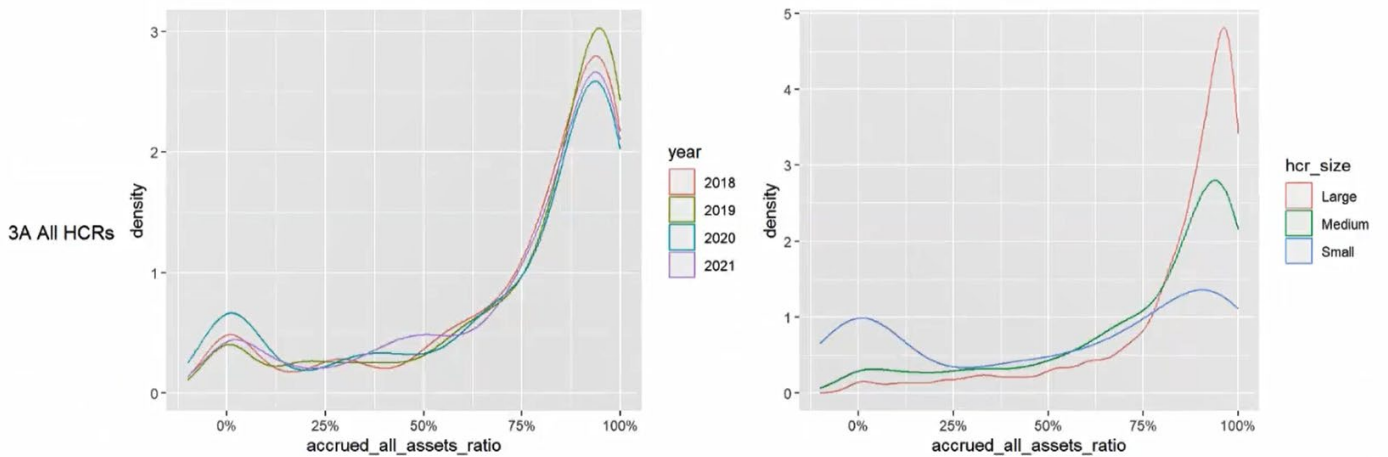 3A All HCRs
density
3
2
1
0
0%
25%
50%
75%
100%
accrued_all_assets_ratio
year
2018
2019
2020
2021
density
5
4
3
2
1
0
0%
25%
50%
75%
100%
accrued_all_assets_ratio
hcr_size
Large
Medium
Small